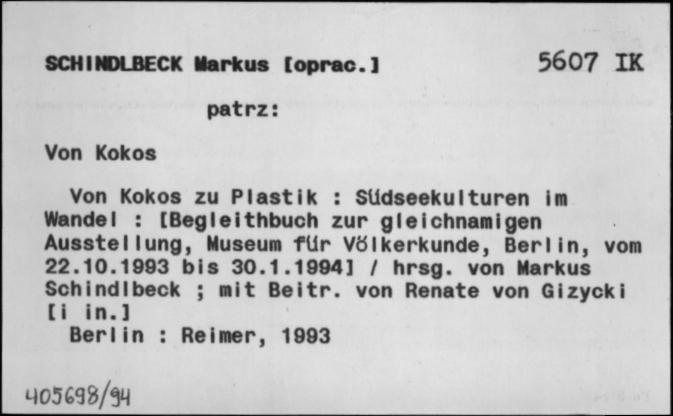 SCHINDLBECK Markus [oprac.] 5607 IK
patrz:
Von Kokos
Von Kokos zu Plastik : Südseekulturen im
Wandel : [Begleithbuch zur gleichnamigen
Ausstellung, Museum für Völkerkunde, Berlin, vom
22.10.1993 bis 30.1.1994] / hrsg. von Markus
Schindlbeck ; mit Beitr. von Renate von Gizycki
[i in.]
Berlin : Reimer, 1993
405698/94